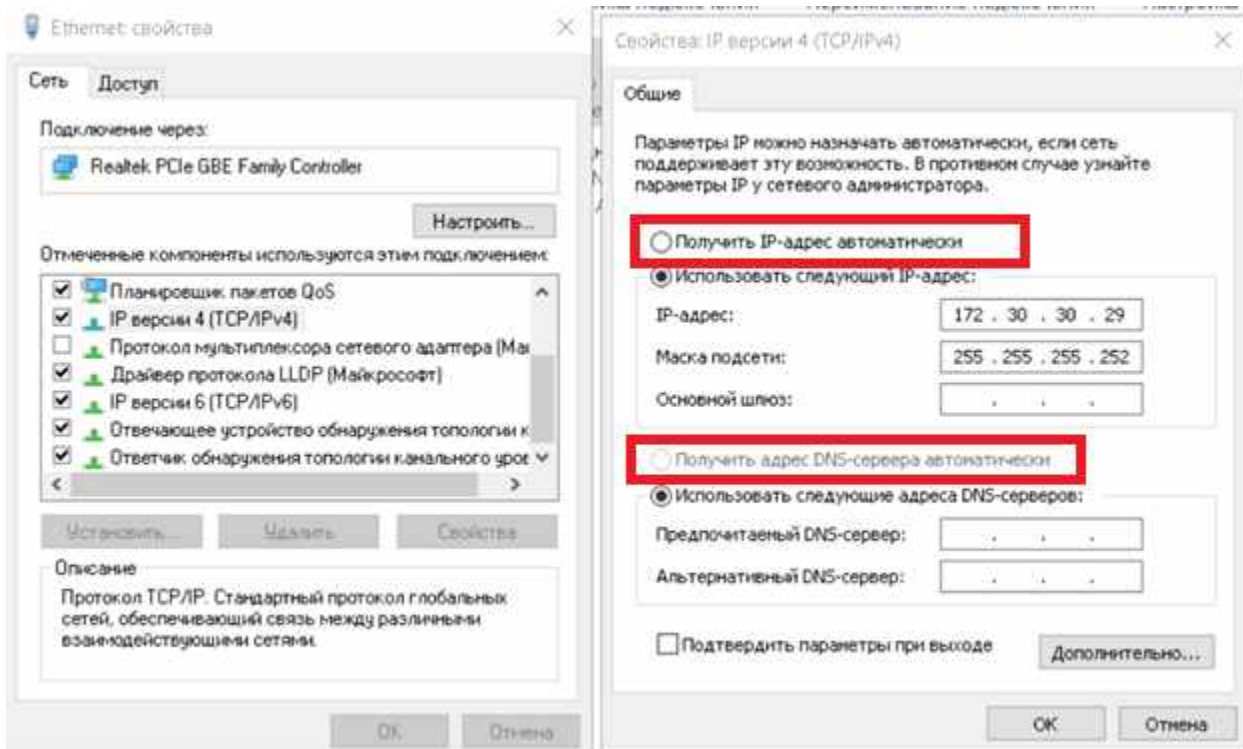 Ethernet: свойства
Сеть
Доступ
Подключение через:
Realtek PCIe GBE Family Controller
Настроить...
Отмеченные компоненты используются этим подключением:
Планировщик пакетов QoS
IP версии 4 (TCP/IPv4)
Протокол мультиплексора сетевого адаптера (Май
Драйвер протокола LLDP (Майкрософт)
IP версии 6 (TCP/IPv6)
Отвечающее устройство обнаружения топологии к
Ответчик обнаружения топологии канального уров
Установить...
Удалить
Свойства
Описание
Протокол TCP/IP. Стандартный протокол глобальных
сетей, обеспечивающий связь между различными
взаимодействующими сетями.
ОК
Отмена
Свойства: IP версии 4 (TCP/IPv4)
Общие
Параметры IP можно назначать автоматически, если сеть
поддерживает эту возможность. В противном случае узнайте
параметры IP у сетевого администратора.
Получить IP-адрес автоматически
Использовать следующий IP-адрес:
IP-адрес:
172 . 30 . 30 . 29
Маска подсети:
255 . 255 . 255 . 252
Основной шлюз:
Получить адрес DNS-сервера автоматически
Использовать следующие адреса DNS-серверов:
Предпочитаемый DNS-сервер:
Альтернативный DNS-сервер:
Подтвердить параметры при выходе
Дополнительно...
ОК
Отмена